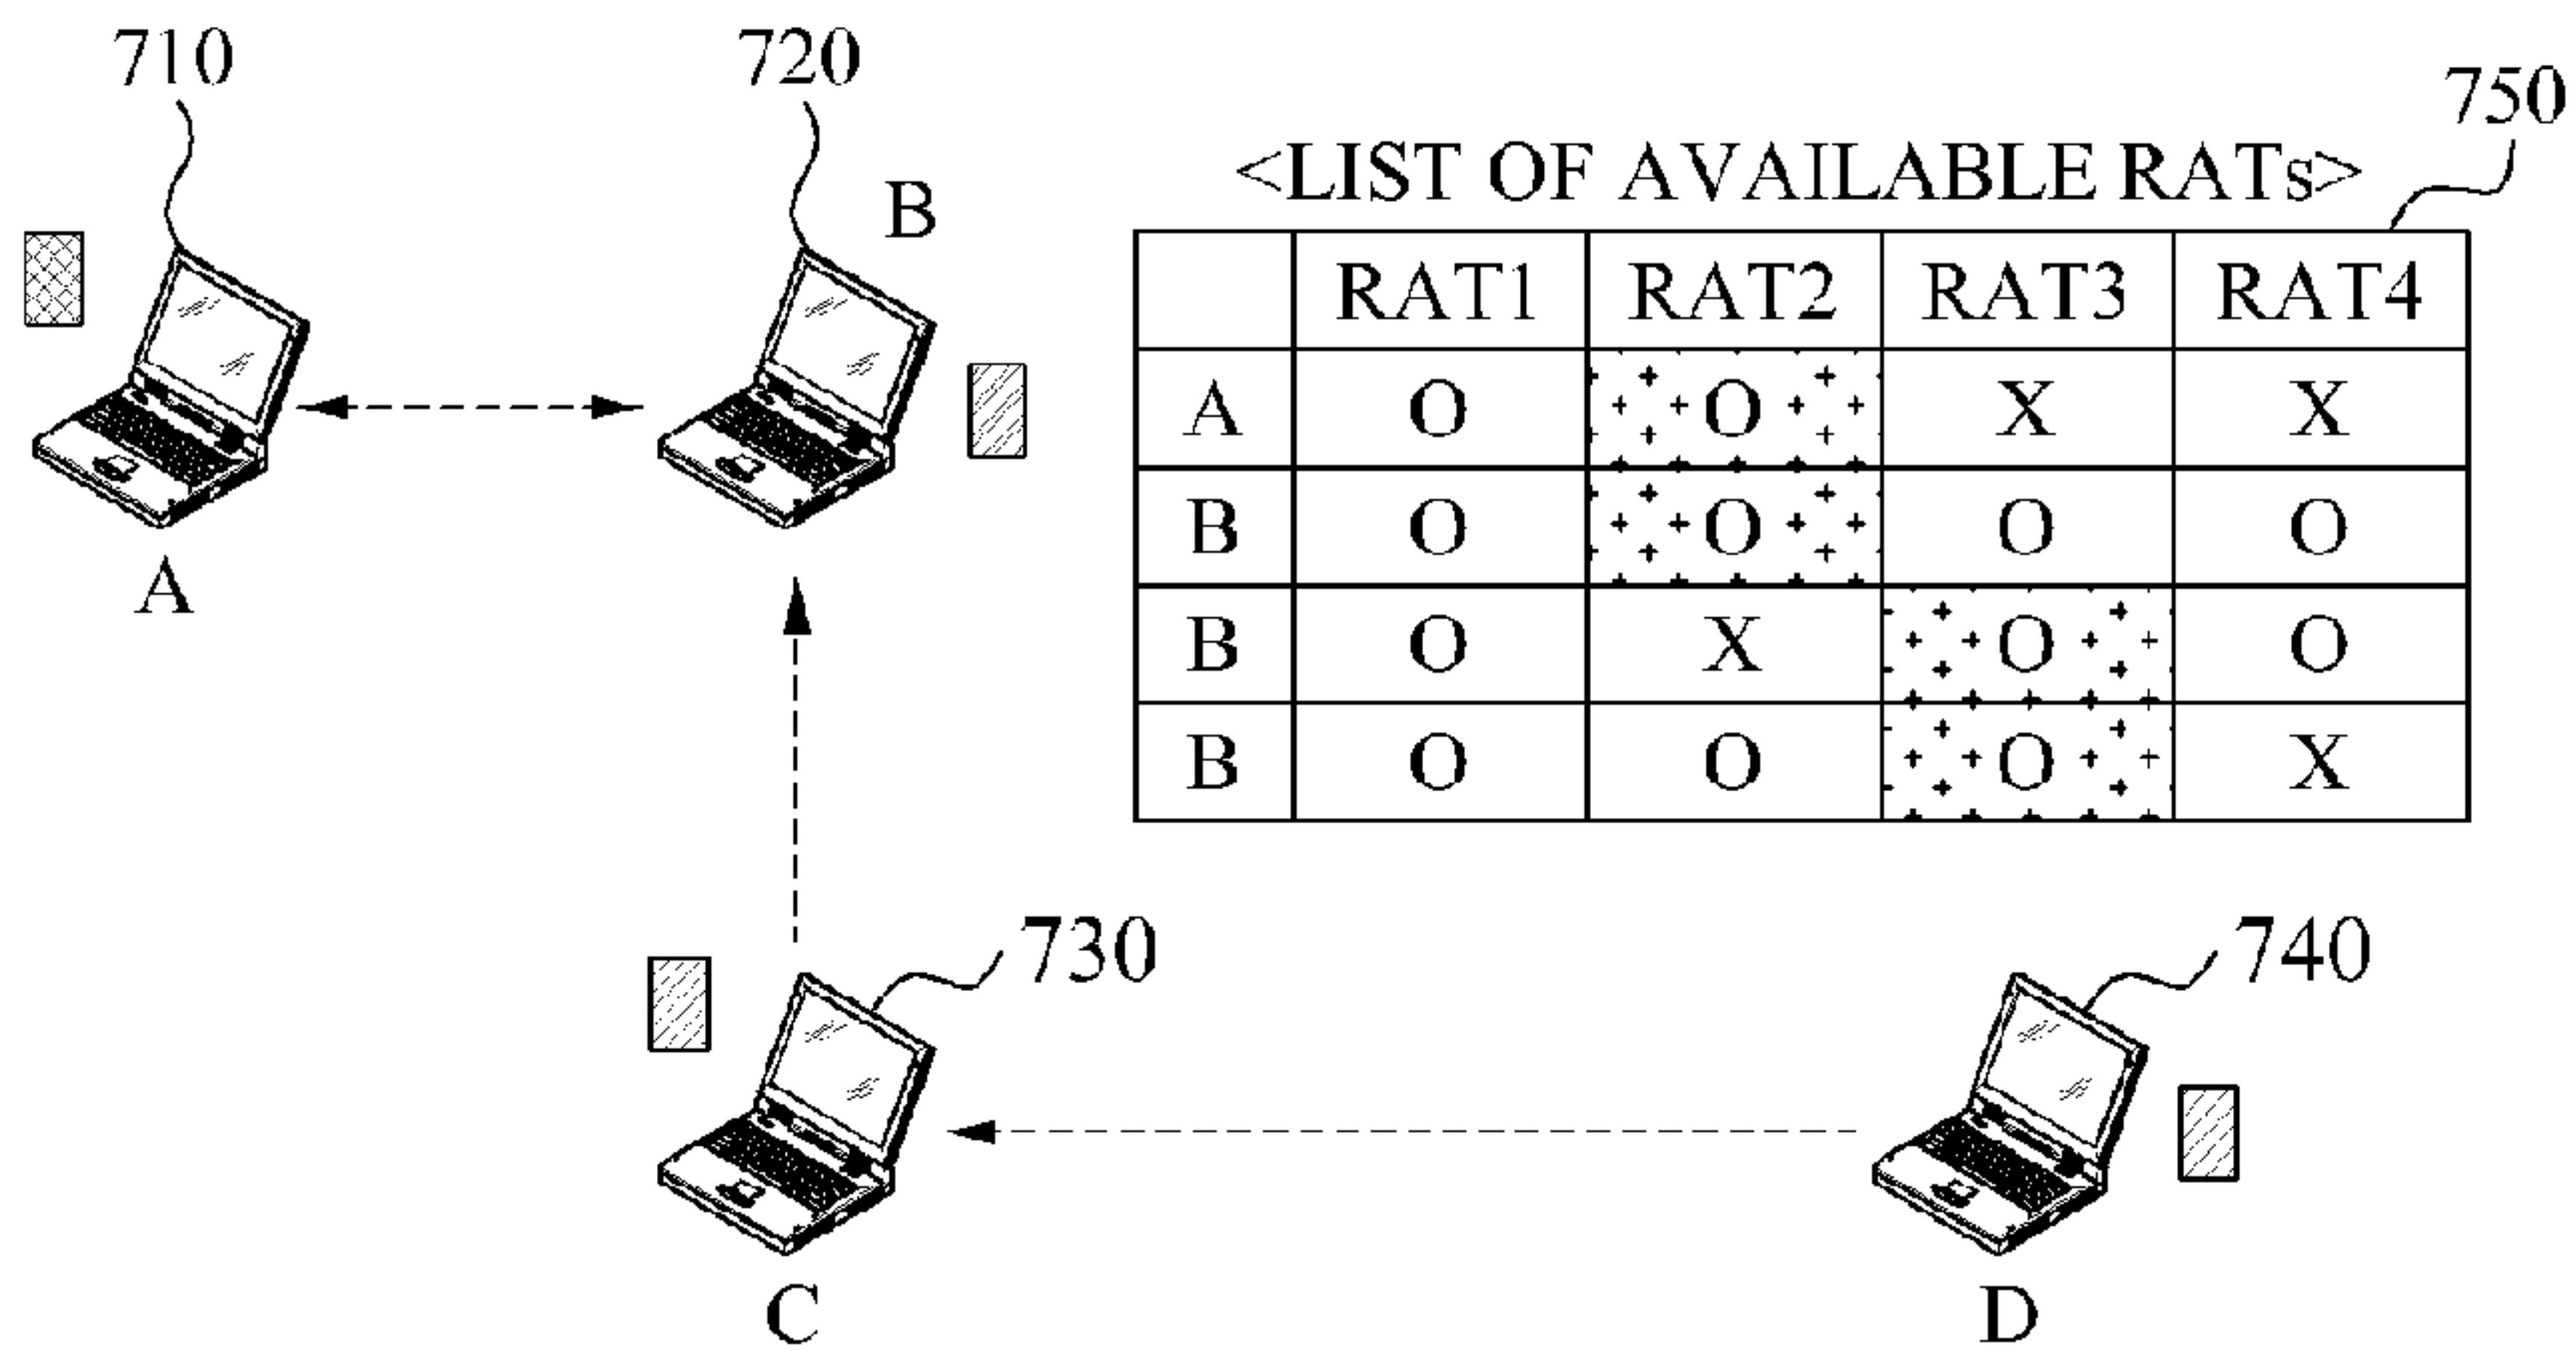 710
720
750
B
<LIST OF AVAILABLE RATs>
RAT1 RAT2 RAT3 RAT4
A O O X X
B O O O O
B O X O O
B O O O X
A
730
740
C
D